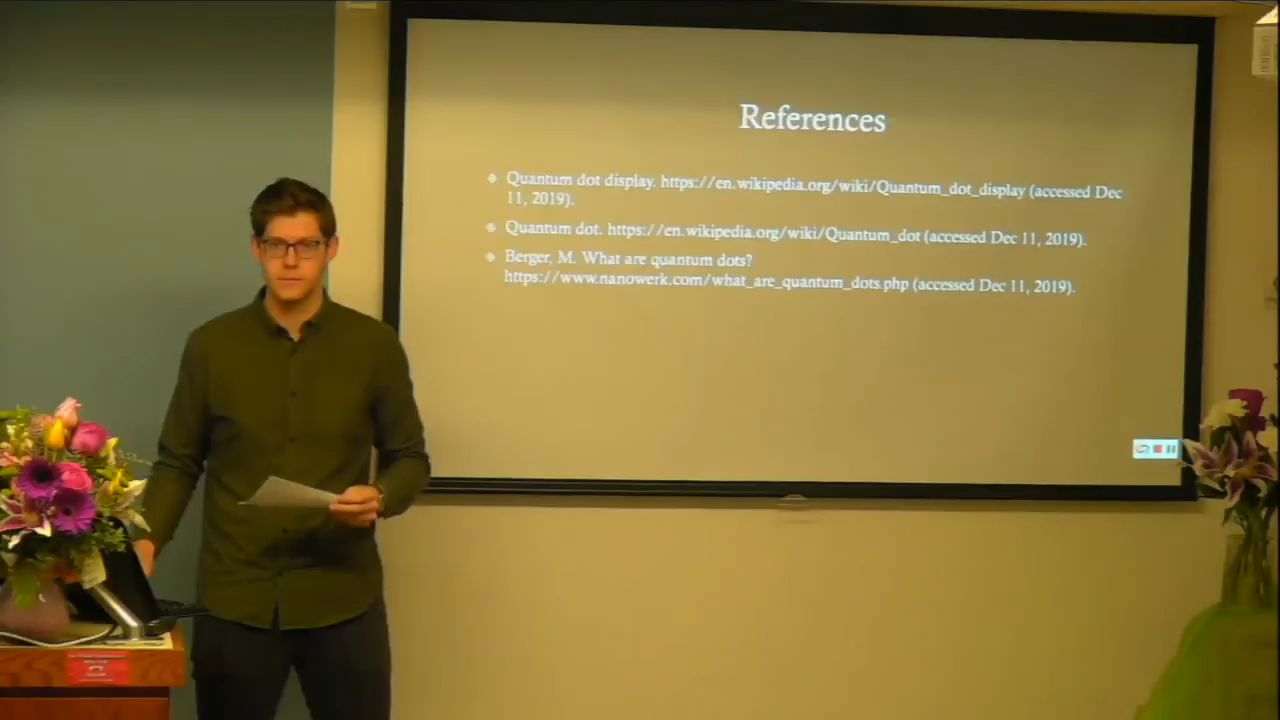 References
❖ Quantum dot display. https://en.wikipedia.org/wiki/Quantum_dot_display (accessed Dec
11, 2019).
❖ Quantum dot. https://en.wikipedia.org/wiki/Quantum_dot (accessed Dec 11, 2019).
❖ Berger, M. What are quantum dots?
https://www.nanowerk.com/what_are_quantum_dots.php (accessed Dec 11, 2019).